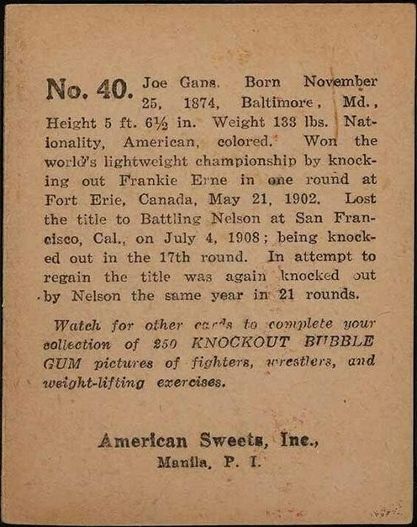 No. 40. Joe Gans. Born November
25, 1874, Baltimore, Md.,
Height 5 ft. 6½ in. Weight 133 lbs. Nat-
ionality, American, colored. Won the
world's lightweight championship by knock-
ing out Frankie Erne in one round at
Fort Erie, Canada, May 21, 1902. Lost
the title to Battling Nelson at San Fran-
cisco, Cal., on July 4, 1908; being knock-
ed out in the 17th round. In attempt to
regain the title was again knocked out
by Nelson the same year in 21 rounds.
Watch for other cards to complete your
collection of 250 KNOCKOUT BUBBLE
GUM pictures of fighters, wrestlers, and
weight-lifting exercises.
American Sweets, Inc.,
Manila, P. I.